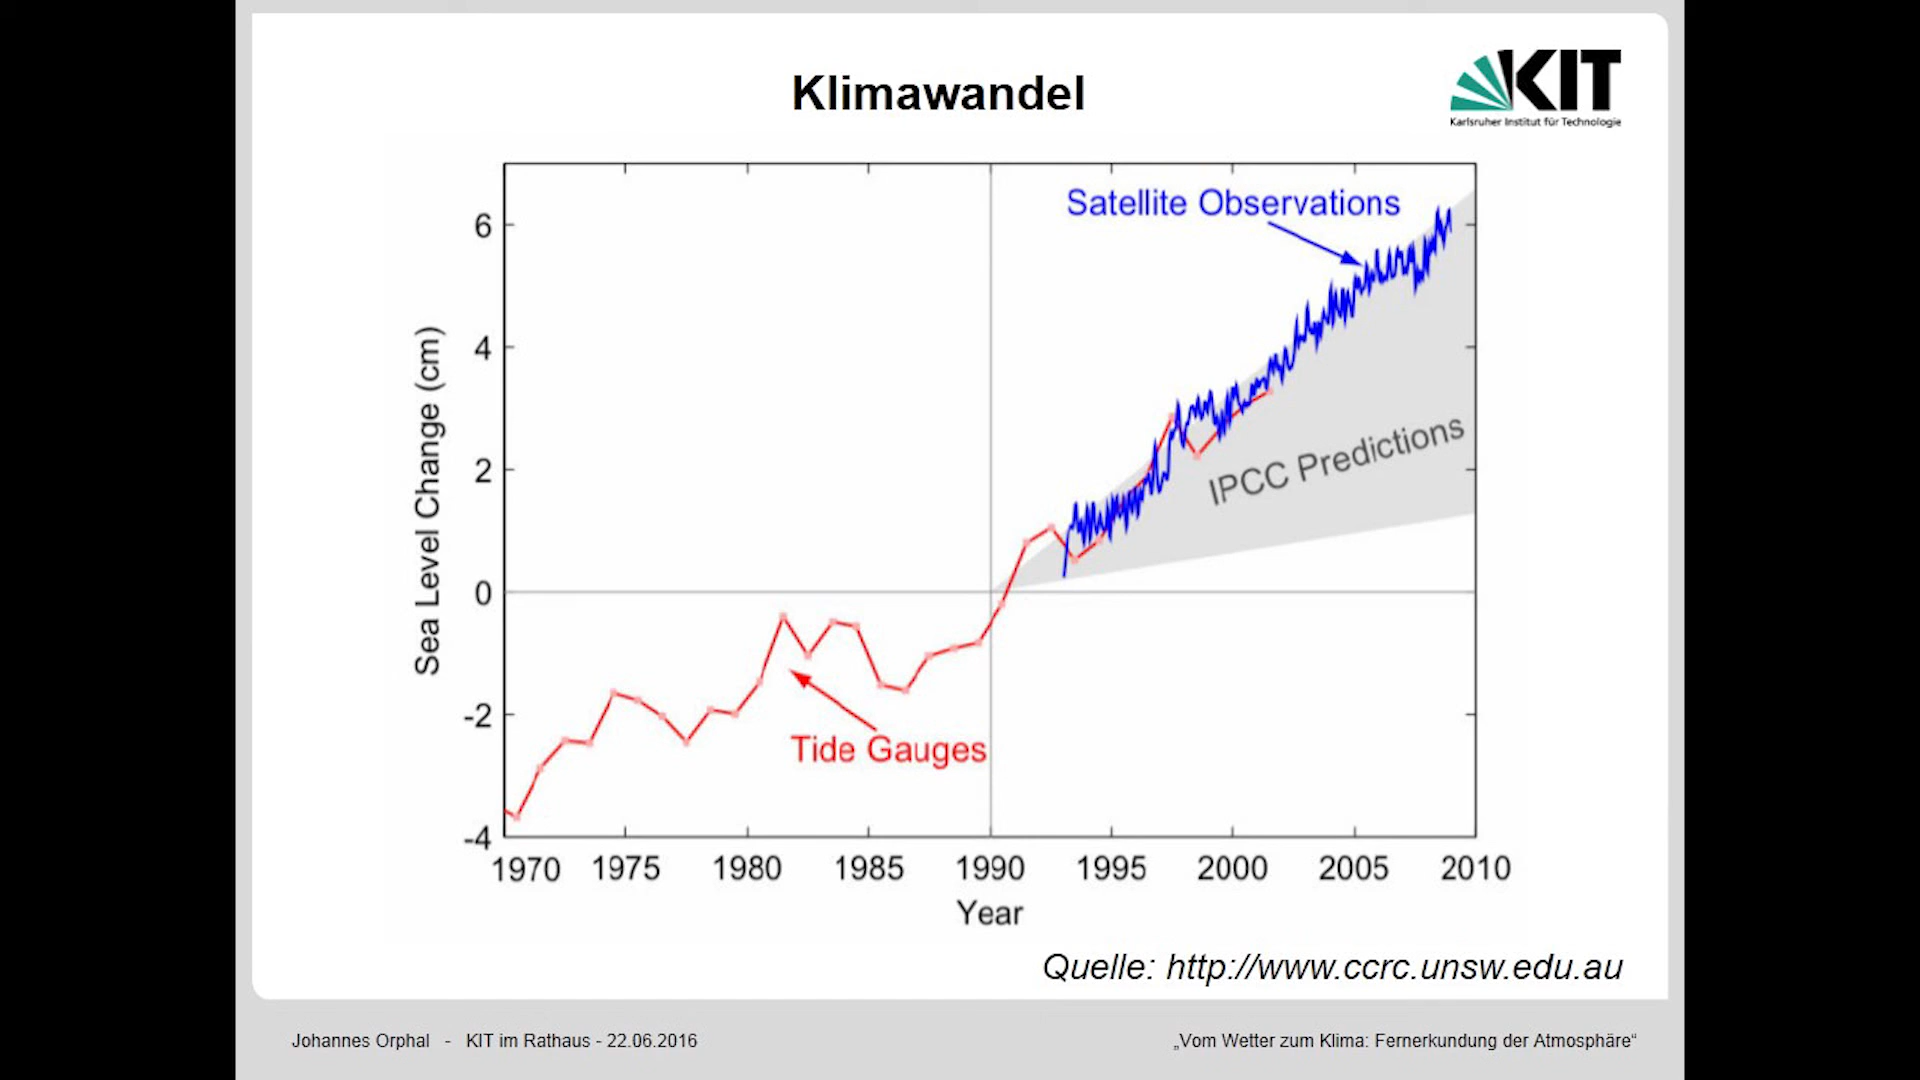 Klimawandel
KIT
Karlsruher Institut für Technologie
Satellite Observations
6
4
2
0
-2
-4
Sea Level Change (cm)
IPCC Predictions
Tide Gauges
1970 1975 1980 1985 1990 1995 2000 2005 2010
Year
Quelle: http://www.ccrc.unsw.edu.au
Johannes Orphal - KIT im Rathaus - 22.06.2016
„Vom Wetter zum Klima: Fernerkundung der Atmosphäre“